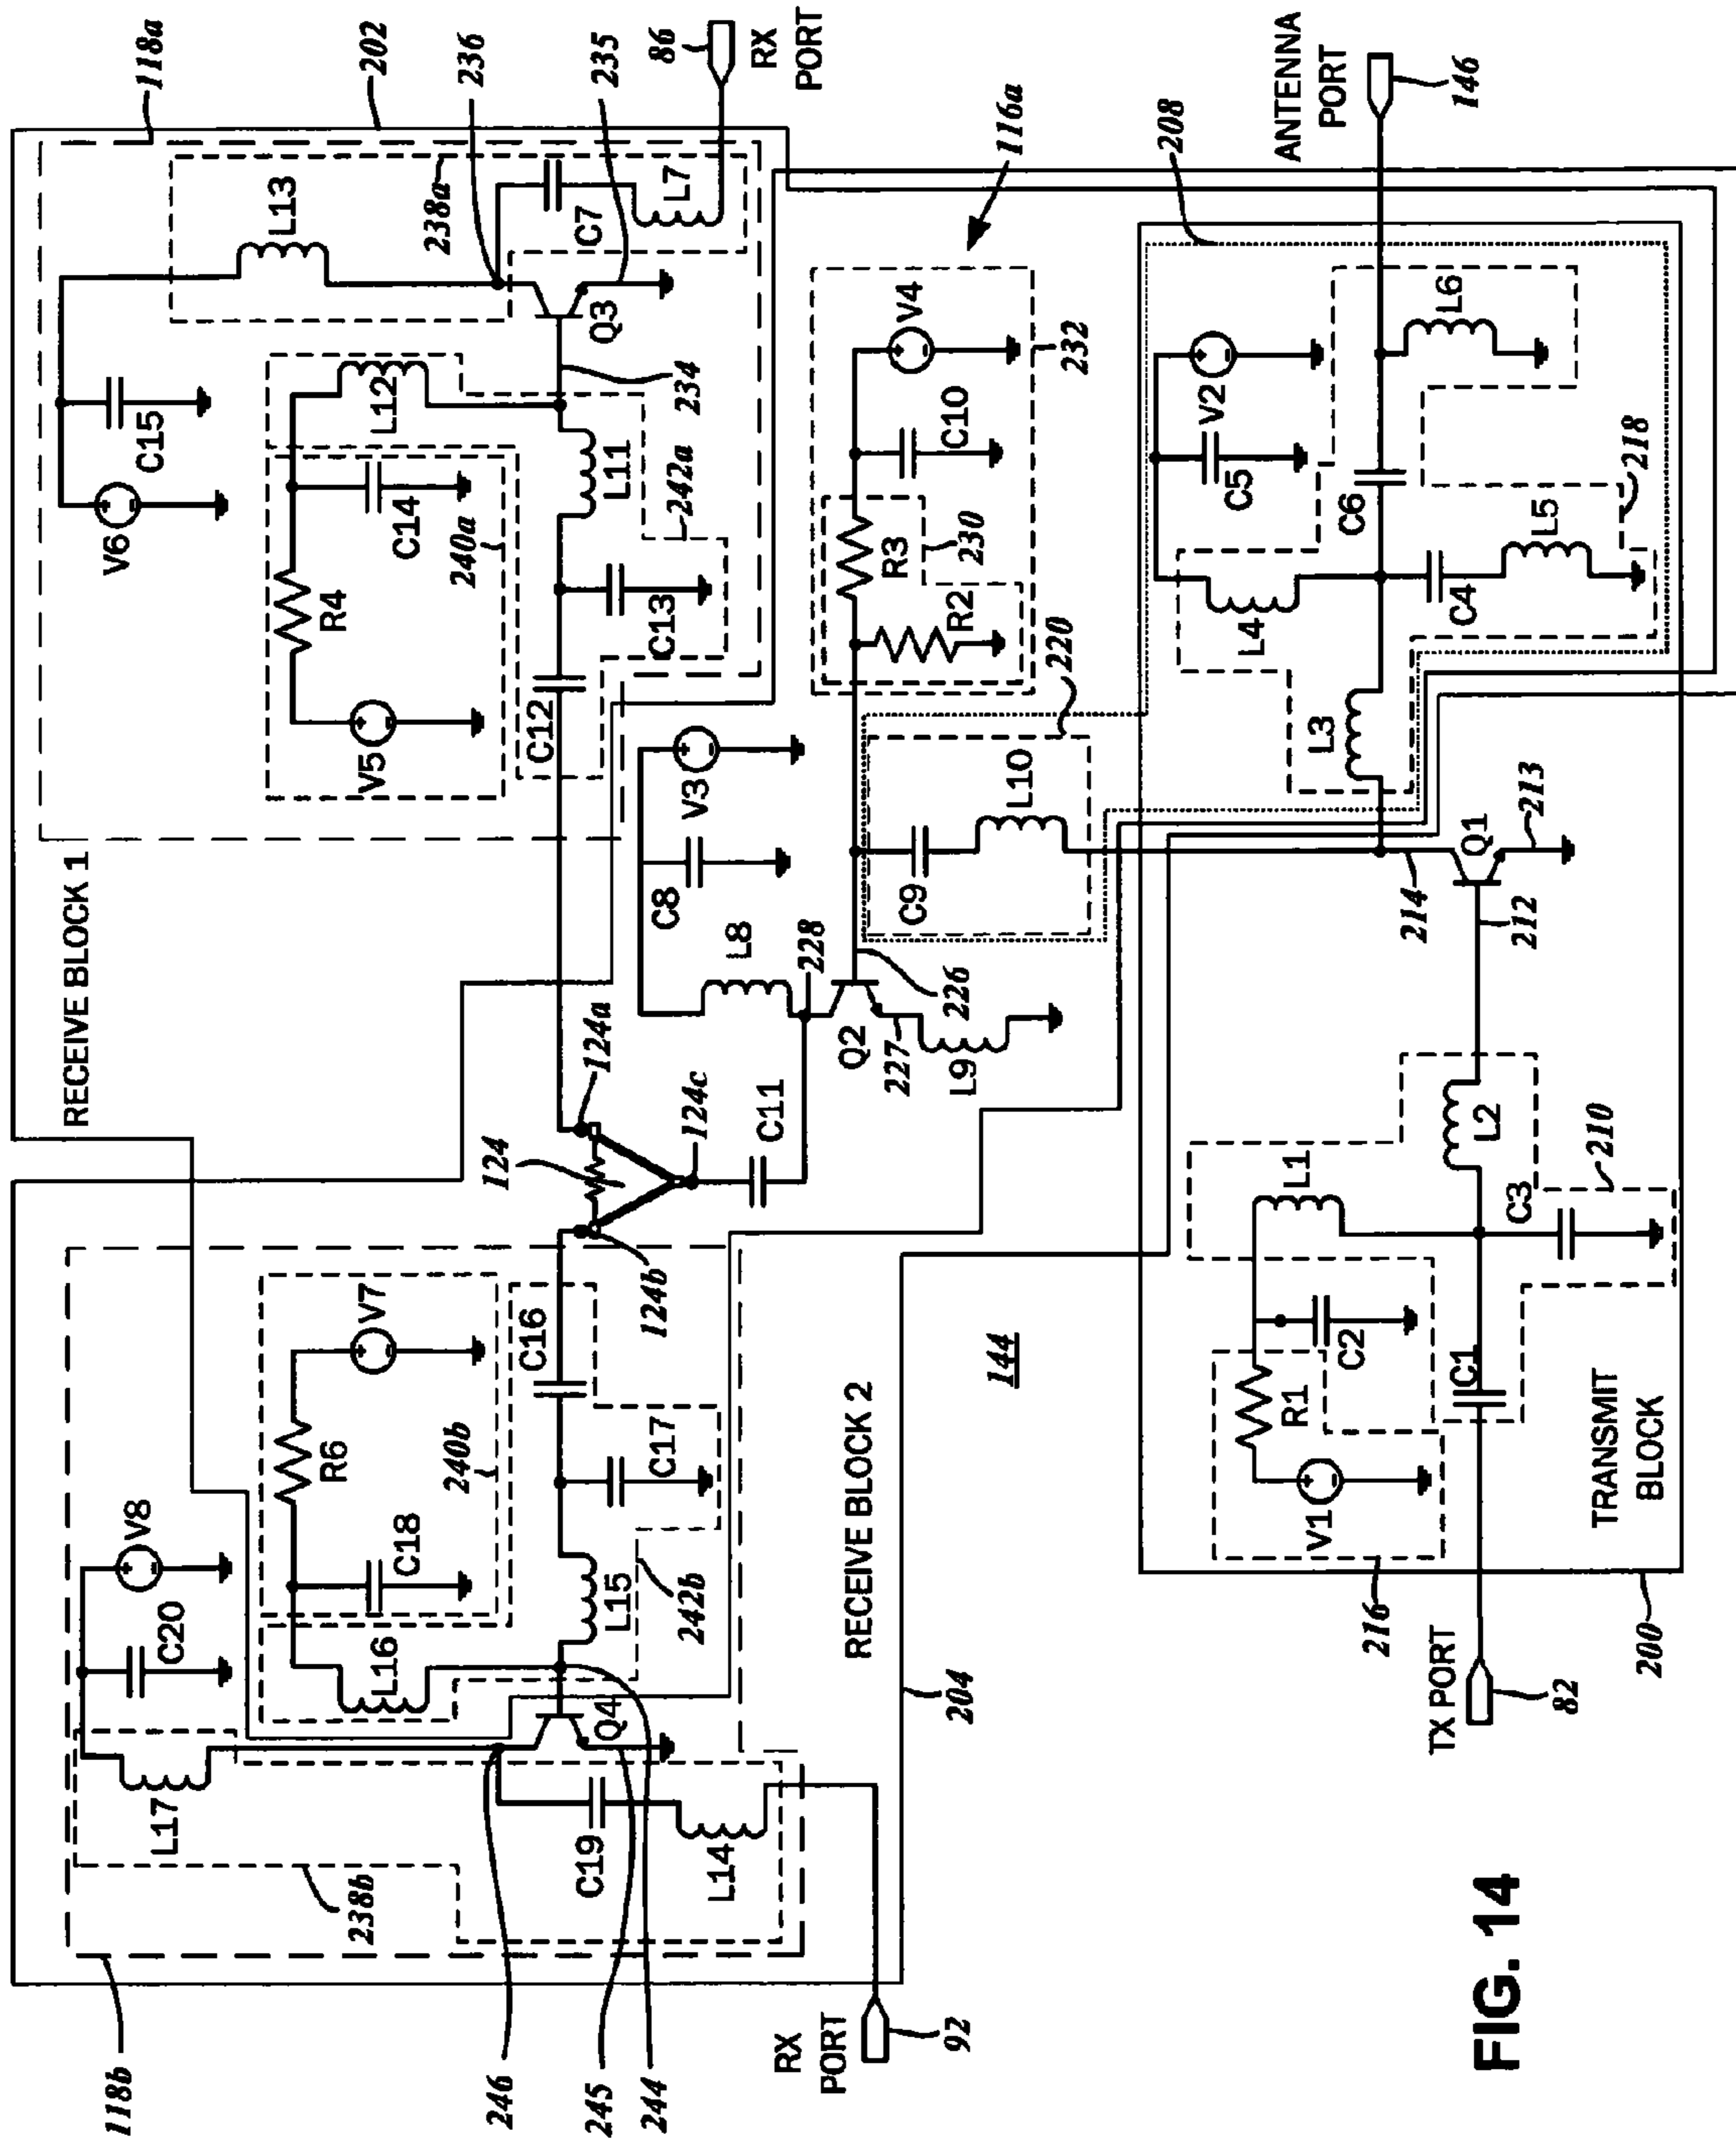 118b
246
245
244
RX
PORT
92
238b
L17
C19
L14
Q4
C20
V8
L16
C18
R6
240b
V7
L15
242b
C17
C16
RECEIVE BLOCK 2
204
124b
124
124c
124a
C11
RECEIVE BLOCK 1
L8
228
C8
V3
Q2
227
226
L9
C9
L10
220
R2
R3
230
C10
V4
232
116a
V5
R4
C14
240a
L12
C12
C13
L11
242a
234
V6
C15
L13
238a
C7
L7
Q3
236
235
118a
202
86
RX
PORT
144
TX PORT
82
200
216
V1
R1
C2
C1
L1
L2
C3
210
TRANSMIT
BLOCK
212
214
Q1
213
L3
L4
C4
L5
218
C6
C5
V2
L6
208
ANTENNA
PORT
146
FIG. 14